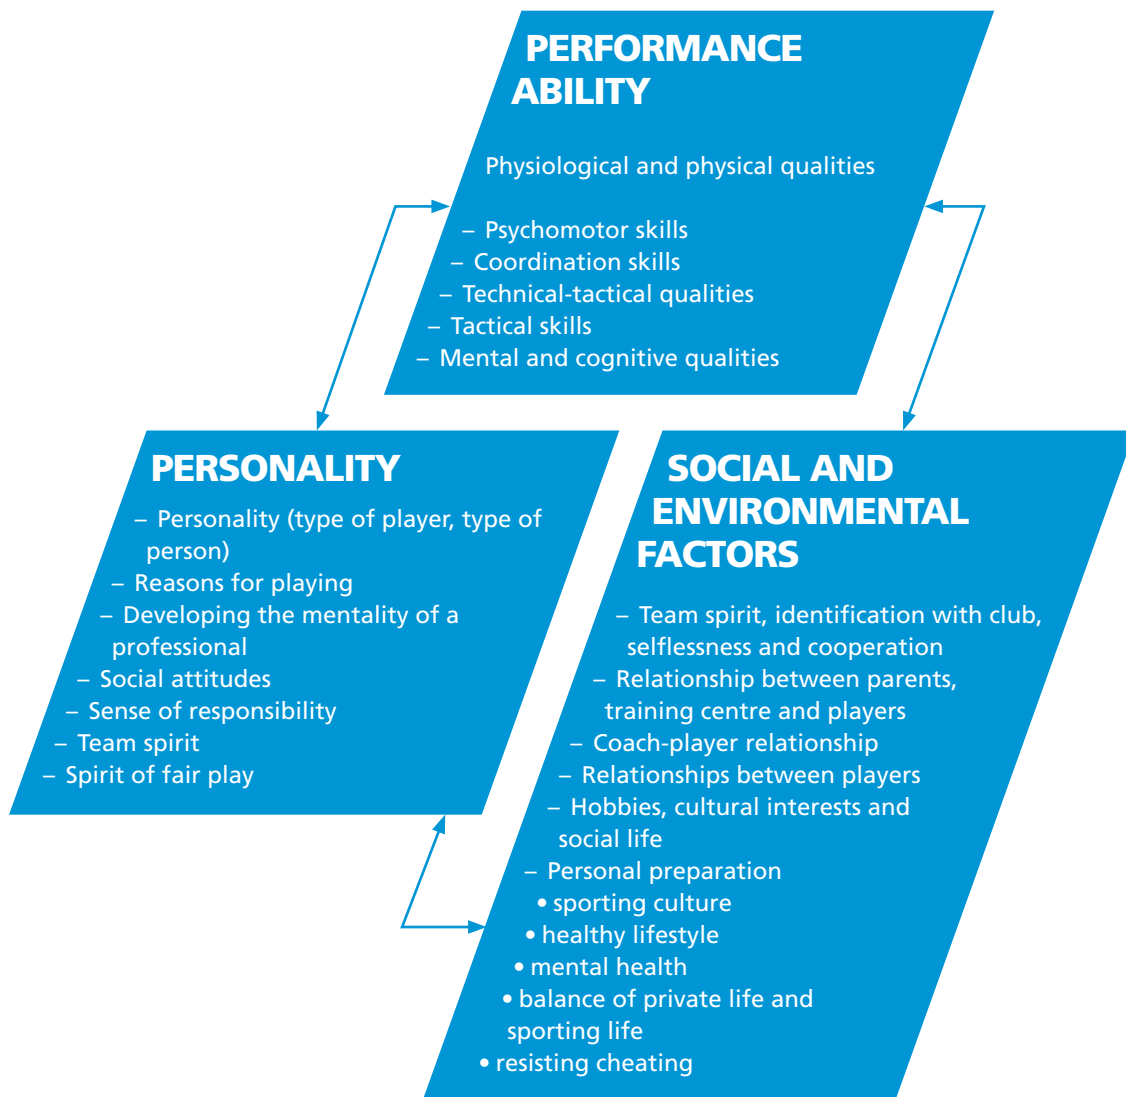 PERFORMANCE
ABILITY
Physiological and physical qualities
– Psychomotor skills
– Coordination skills
– Technical-tactical qualities
– Tactical skills
– Mental and cognitive qualities
PERSONALITY
– Personality (type of player, type of
person)
– Reasons for playing
– Developing the mentality of a
professional
– Social attitudes
– Sense of responsibility
– Team spirit
– Spirit of fair play
SOCIAL AND
ENVIRONMENTAL
FACTORS
– Team spirit, identification with club,
selflessness and cooperation
– Relationship between parents,
training centre and players
– Coach-player relationship
– Relationships between players
– Hobbies, cultural interests and
social life
– Personal preparation
• sporting culture
• healthy lifestyle
• mental health
• balance of private life and
sporting life
• resisting cheating